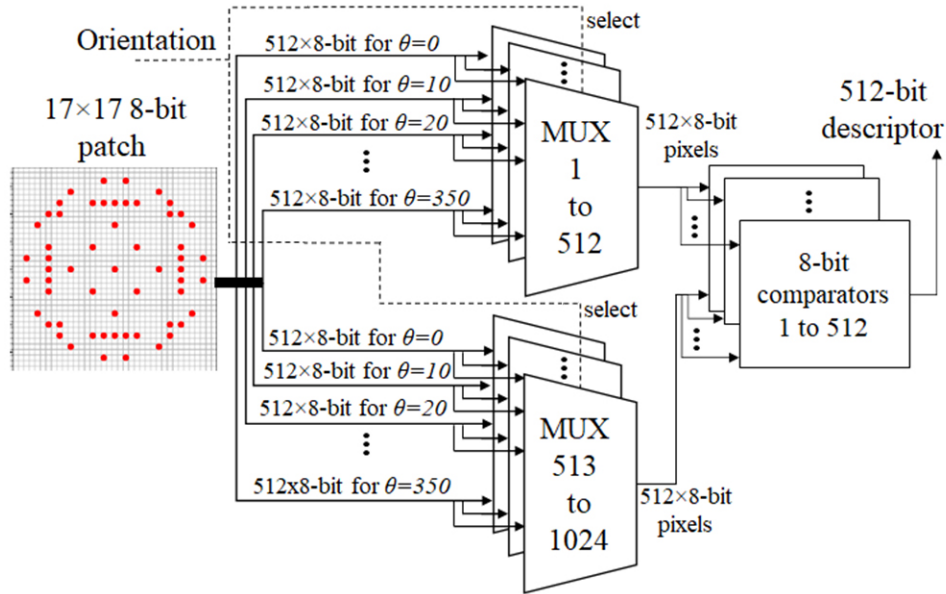 Orientation
17×17 8-bit
patch
512×8-bit for θ=0
512×8-bit for θ=10
512×8-bit for θ=20
512×8-bit for θ=350
select
MUX
1
to
512
512×8-bit
pixels
512-bit
descriptor
8-bit
comparators
1 to 512
select
512×8-bit for θ=0
512×8-bit for θ=10
512×8-bit for θ=20
512x8-bit for θ=350
MUX
513
to
1024
512×8-bit
pixels